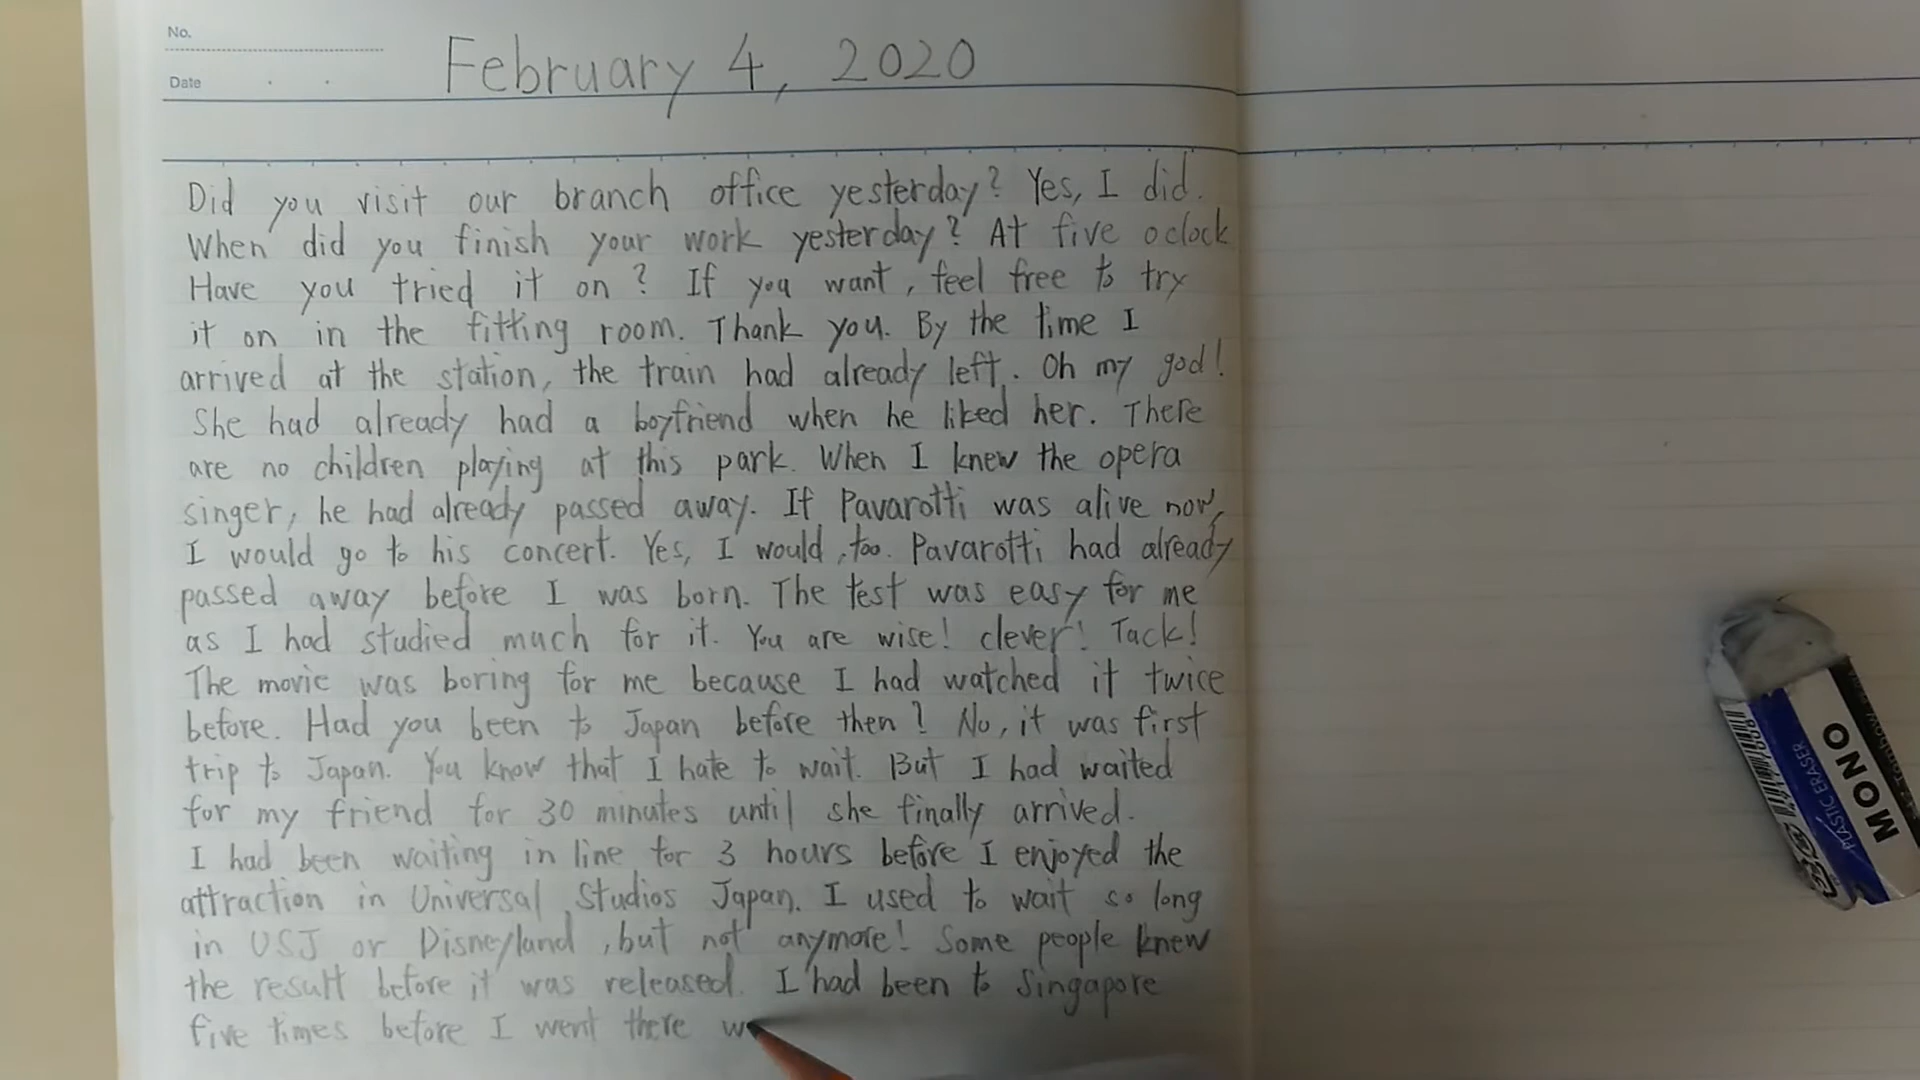 No.
Date
February 4, 2020
Did you visit our branch office yesterday? Yes, I did.
When did you finish your work yesterday? At five oclock
Have you tried it on? If you want, feel free to try
it on in the fitting room. Thank you. By the time I
arrived at the station, the train had already left. Oh my god!
She had already had a boyfriend when he liked her. There
are no children playing at this park. When I knew the opera
singer, he had already passed away. If Pavarotti was alive now,
I would go to his concert. Yes, I would, too. Pavarotti had already
passed away before I was born. The test was easy for me
as I had studied much for it. You are wise! clever! Tack!
The movie was boring for me because I had watched it twice
before. Had you been to Japan before then? No, it was first
trip to Japan. You know that I hate to wait. But I had waited
for my friend for 30 minutes until she finally arrived.
I had been waiting in line for 3 hours before I enjoyed the
attraction in Universal Studios Japan. I used to wait so long
in USJ or Disneyland, but not anymore! Some people knew
the result before it was released. I had been to Singapore
five times before I went there w
MONO
PLASTIC ERASER